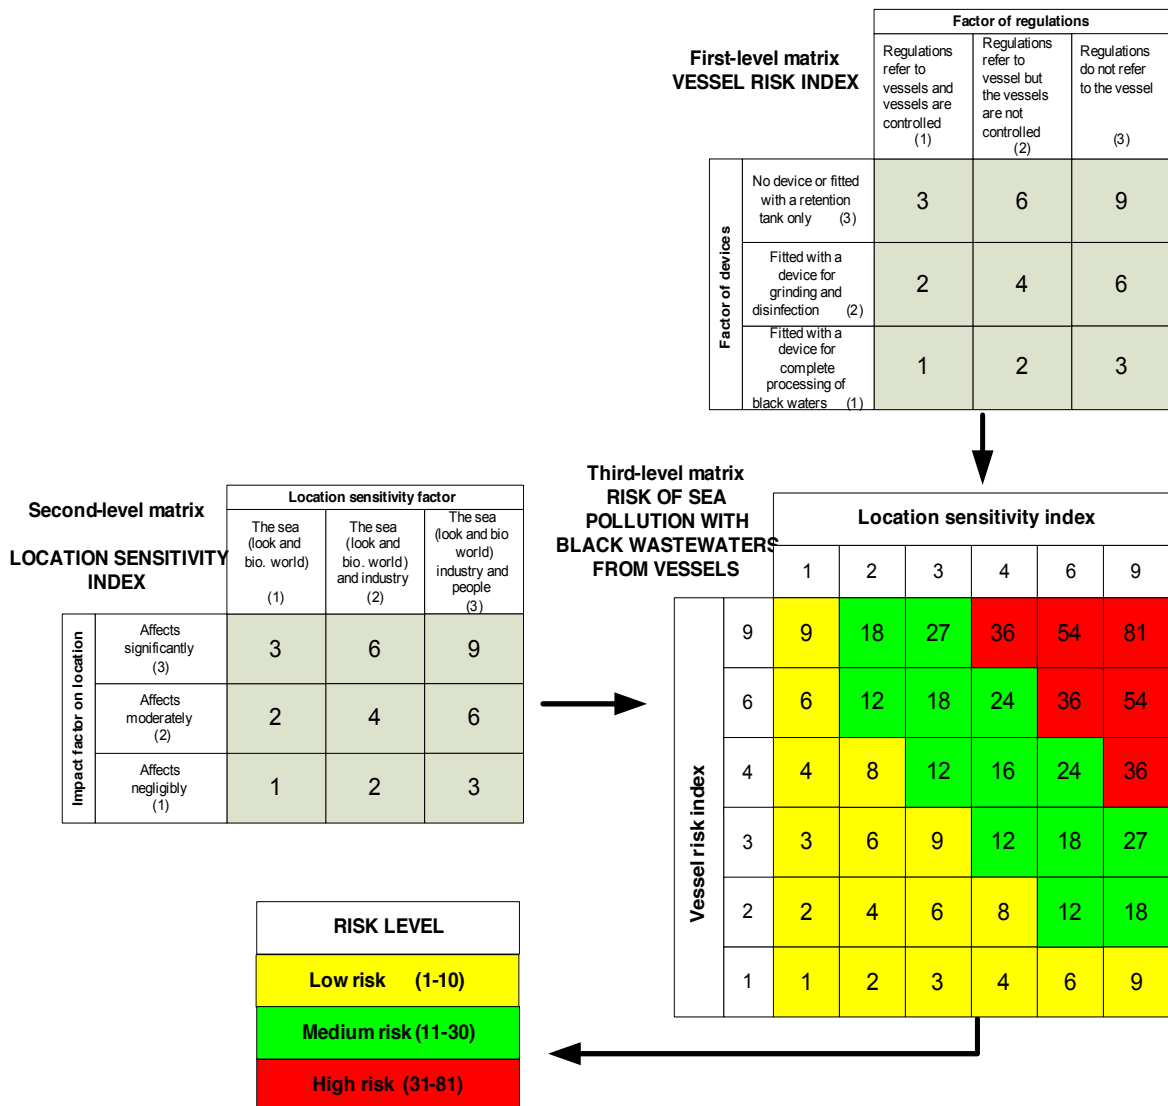 First-level matrix
VESSEL RISK INDEX
Factor of regulations
Regulations
refer to
vessels and
vessels are
controlled
(1)
Regulations
refer to
vessel but
the vessels
are not
controlled
(2)
Regulations
do not refer
to the vessel
(3)
Factor of devices
No device or fitted
with a retention
tank only (3)
3 6 9
Fitted with a
device for
grinding and
disinfection (2)
2 4 6
Fitted with a
device for
complete
processing of
black waters (1)
1 2 3
Second-level matrix
LOCATION SENSITIVITY
INDEX
Location sensitivity factor
The sea
(look and
bio. world)
(1)
The sea
(look and
bio. world)
and industry
(2)
The sea
(look and bio
world)
industry and
people
(3)
Impact factor on location
Affects
significantly
(3)
3 6 9
Affects
moderately
(2)
2 4 6
Affects
negligibly
(1)
1 2 3
Third-level matrix
RISK OF SEA
POLLUTION WITH
BLACK WASTEWATERS
FROM VESSELS
Location sensitivity index
1 2 3 4 6 9
Vessel risk index
9 9 18 27 36 54 81
6 6 12 18 24 36 54
4 4 8 12 16 24 36
3 3 6 9 12 18 27
2 2 4 6 8 12 18
1 1 2 3 4 6 9
RISK LEVEL
Low risk (1-10)
Medium risk (11-30)
High risk (31-81)